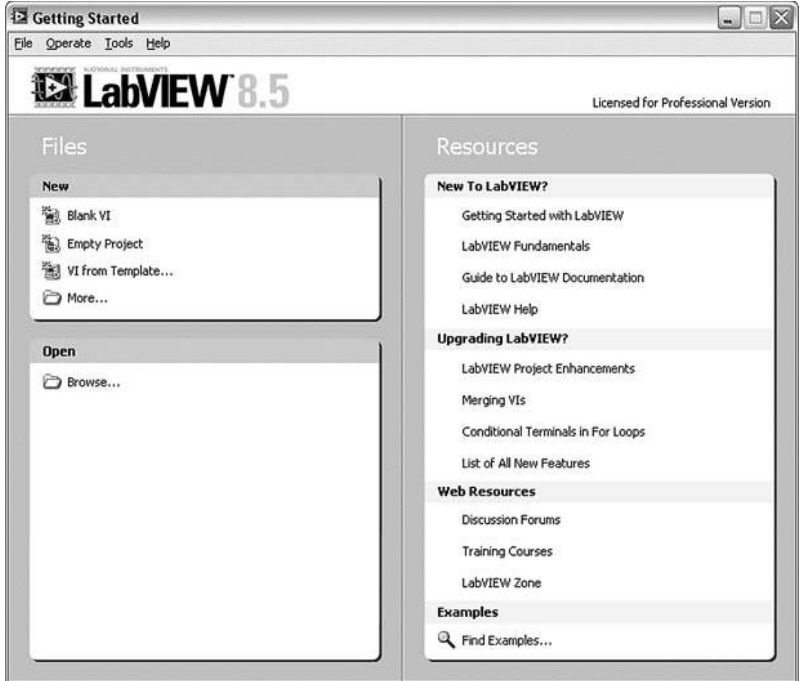 Getting Started
File Operate Tools Help
NATIONAL INSTRUMENTS
LabVIEW™ 8.5
Licensed for Professional Version
Files
New
Blank VI
Empty Project
VI from Template...
More...
Open
Browse...
Resources
New To LabVIEW?
Getting Started with LabVIEW
LabVIEW Fundamentals
Guide to LabVIEW Documentation
LabVIEW Help
Upgrading LabVIEW?
LabVIEW Project Enhancements
Merging VIs
Conditional Terminals in For Loops
List of All New Features
Web Resources
Discussion Forums
Training Courses
LabVIEW Zone
Examples
Find Examples...